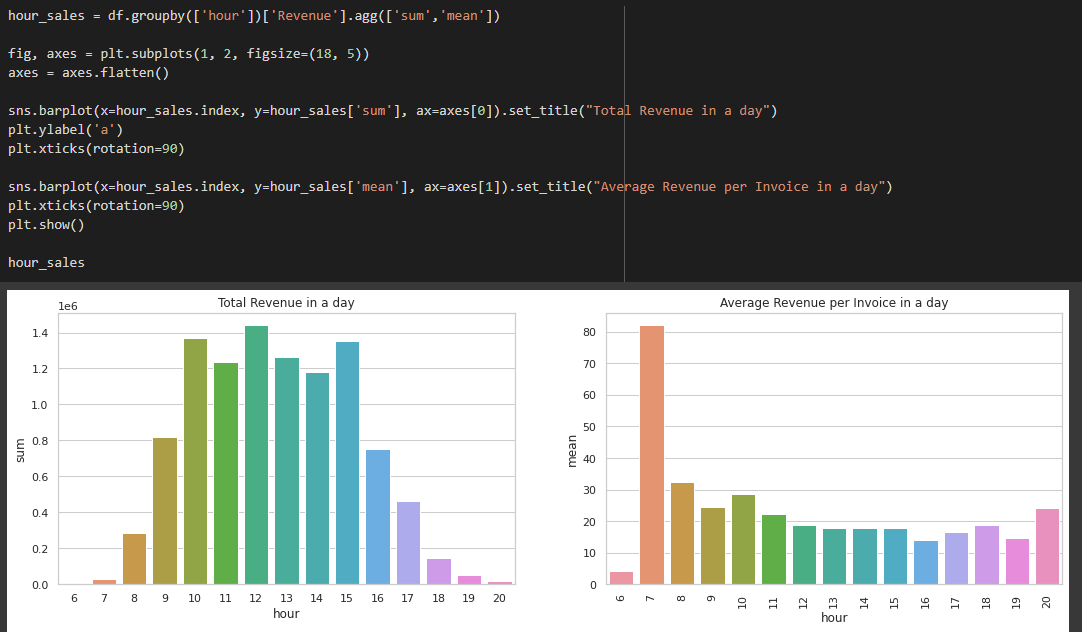 hour_sales = df.groupby(['hour'])['Revenue'].agg(['sum','mean'])
fig, axes = plt.subplots(1, 2, figsize=(18, 5))
axes = axes.flatten()
sns.barplot(x=hour_sales.index, y=hour_sales['sum'], ax=axes[0]).set_title("Total Revenue in a day")
plt.ylabel('a')
plt.xticks(rotation=90)
sns.barplot(x=hour_sales.index, y=hour_sales['mean'], ax=axes[1]).set_title("Average Revenue per Invoice in a day")
plt.xticks(rotation=90)
plt.show()
hour_sales
Total Revenue in a day
1e6
1.4
1.2
1.0
0.8
0.6
0.4
0.2
0.0
sum
6 7 8 9 10 11 12 13 14 15 16 17 18 19 20
hour
Average Revenue per Invoice in a day
80
70
60
50
40
30
20
10
0
mean
6 7 8 9 10 11 12 13 14 15 16 17 18 19 20
hour